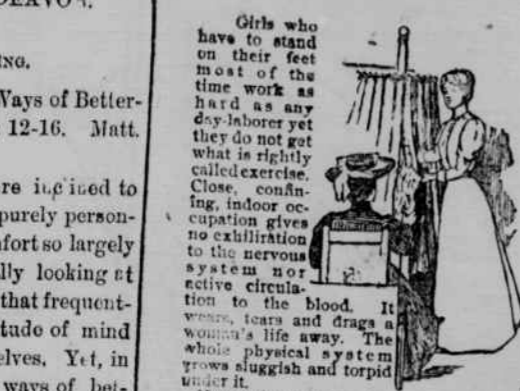 ING.
Ways of Better-
12-16. Matt.
to
purely person-
fort so largely
lly looking at
that frequent-
tude of mind
elves. Yet, in
ways of bet-
Girls who
have to stand
on their feet
most of the
time work as
hard as any
day-laborer yet
they do not get
what is rightly
called exercise.
Close, confin-
ing, indoor oc-
cupation gives
no exhiliration
to the nervous
system nor
active circula-
tion to the blood. It
wears, tears and drags a
woman's life away. The
whole physical system
grows sluggish and torpid
under it.